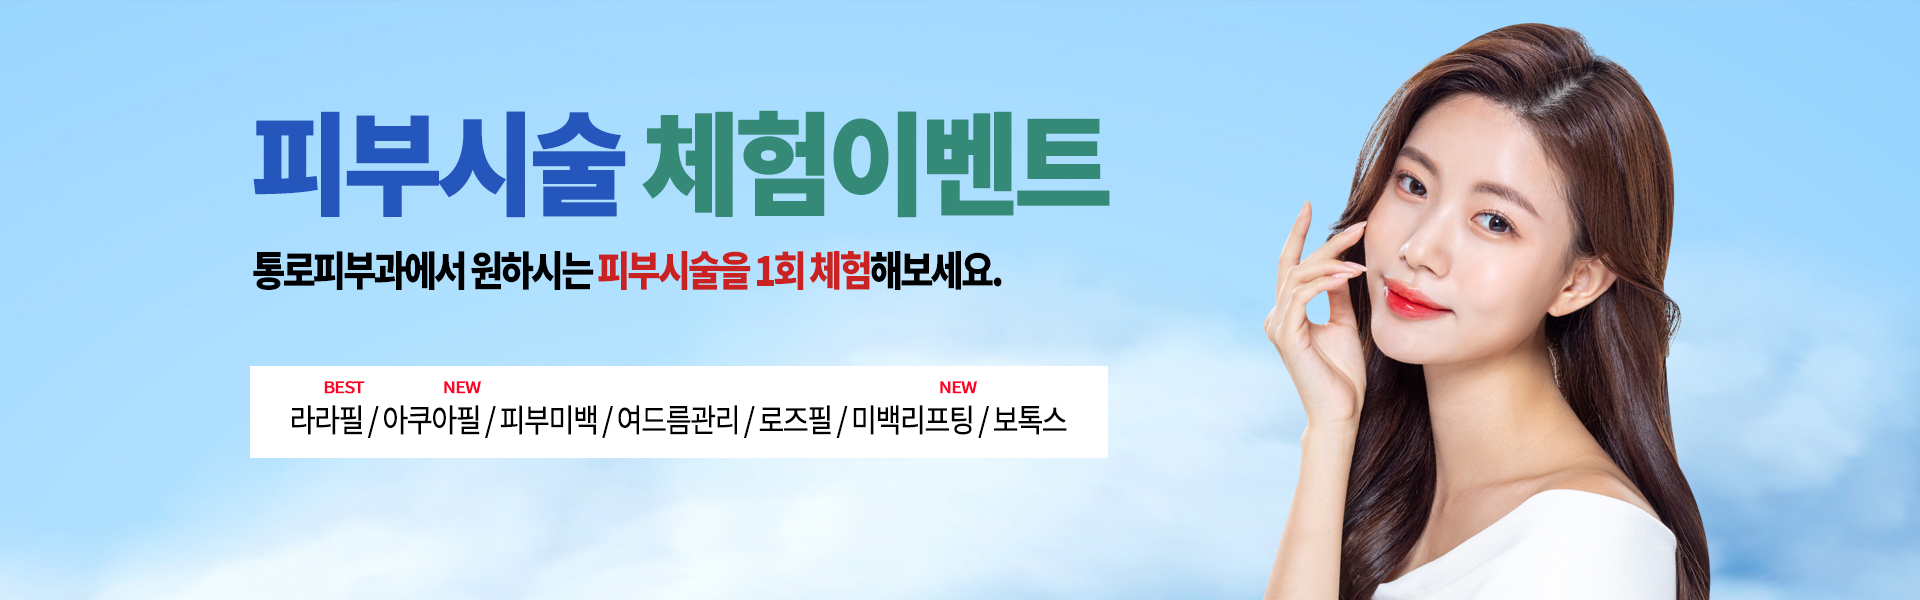 피부시술 체험이벤트
통로피부과에서 원하시는 피부시술을 1회 체험해보세요.
BEST NEW NEW
라라필 / 아쿠아필 / 피부미백 / 여드름관리 / 로즈필 / 미백리프팅 / 보톡스